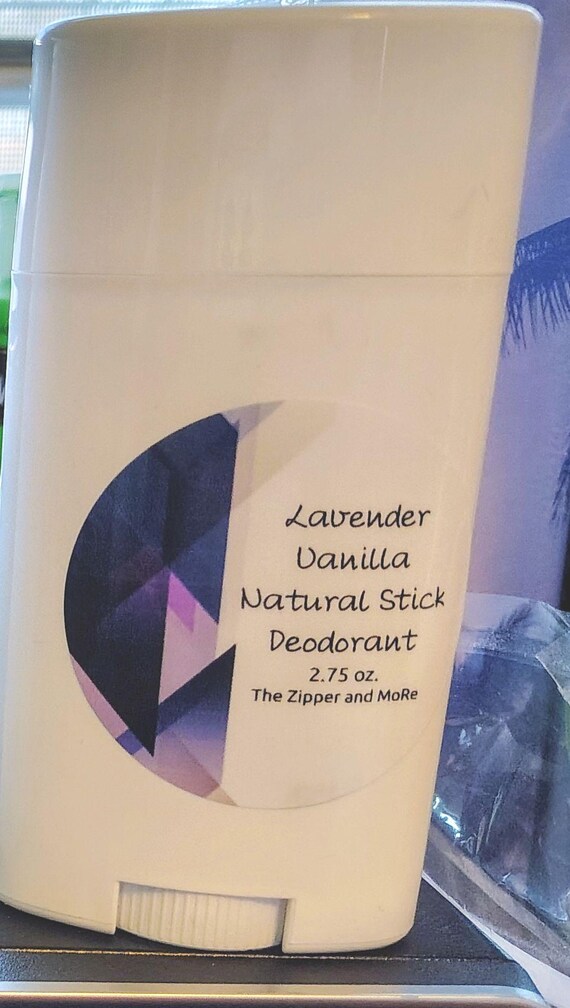 Lavender
Vanilla
Natural Stick
Deodorant
2.75 oz.
The Zipper and MoRe